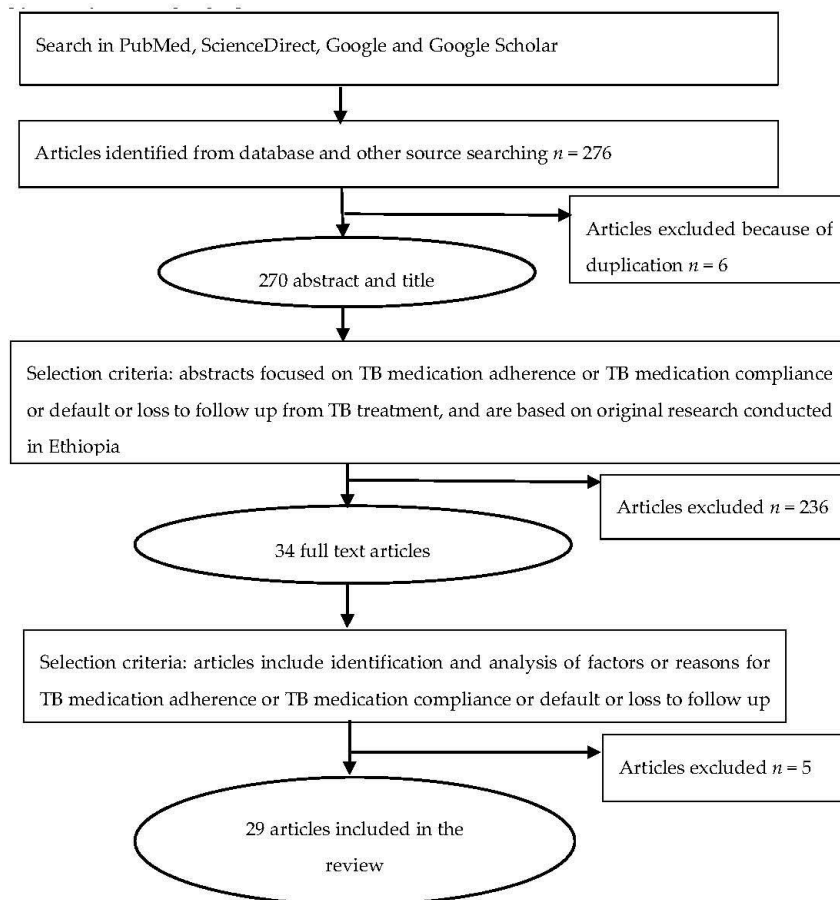 Search in PubMed, ScienceDirect, Google and Google Scholar
Articles identified from database and other source searching n = 276
Articles excluded because of
duplication n = 6
270 abstract and title
Selection criteria: abstracts focused on TB medication adherence or TB medication compliance
or default or loss to follow up from TB treatment, and are based on original research conducted
in Ethiopia
Articles excluded n = 236
34 full text articles
Selection criteria: articles include identification and analysis of factors or reasons for
TB medication adherence or TB medication compliance or default or loss to follow up
Articles excluded n = 5
29 articles included in the
review